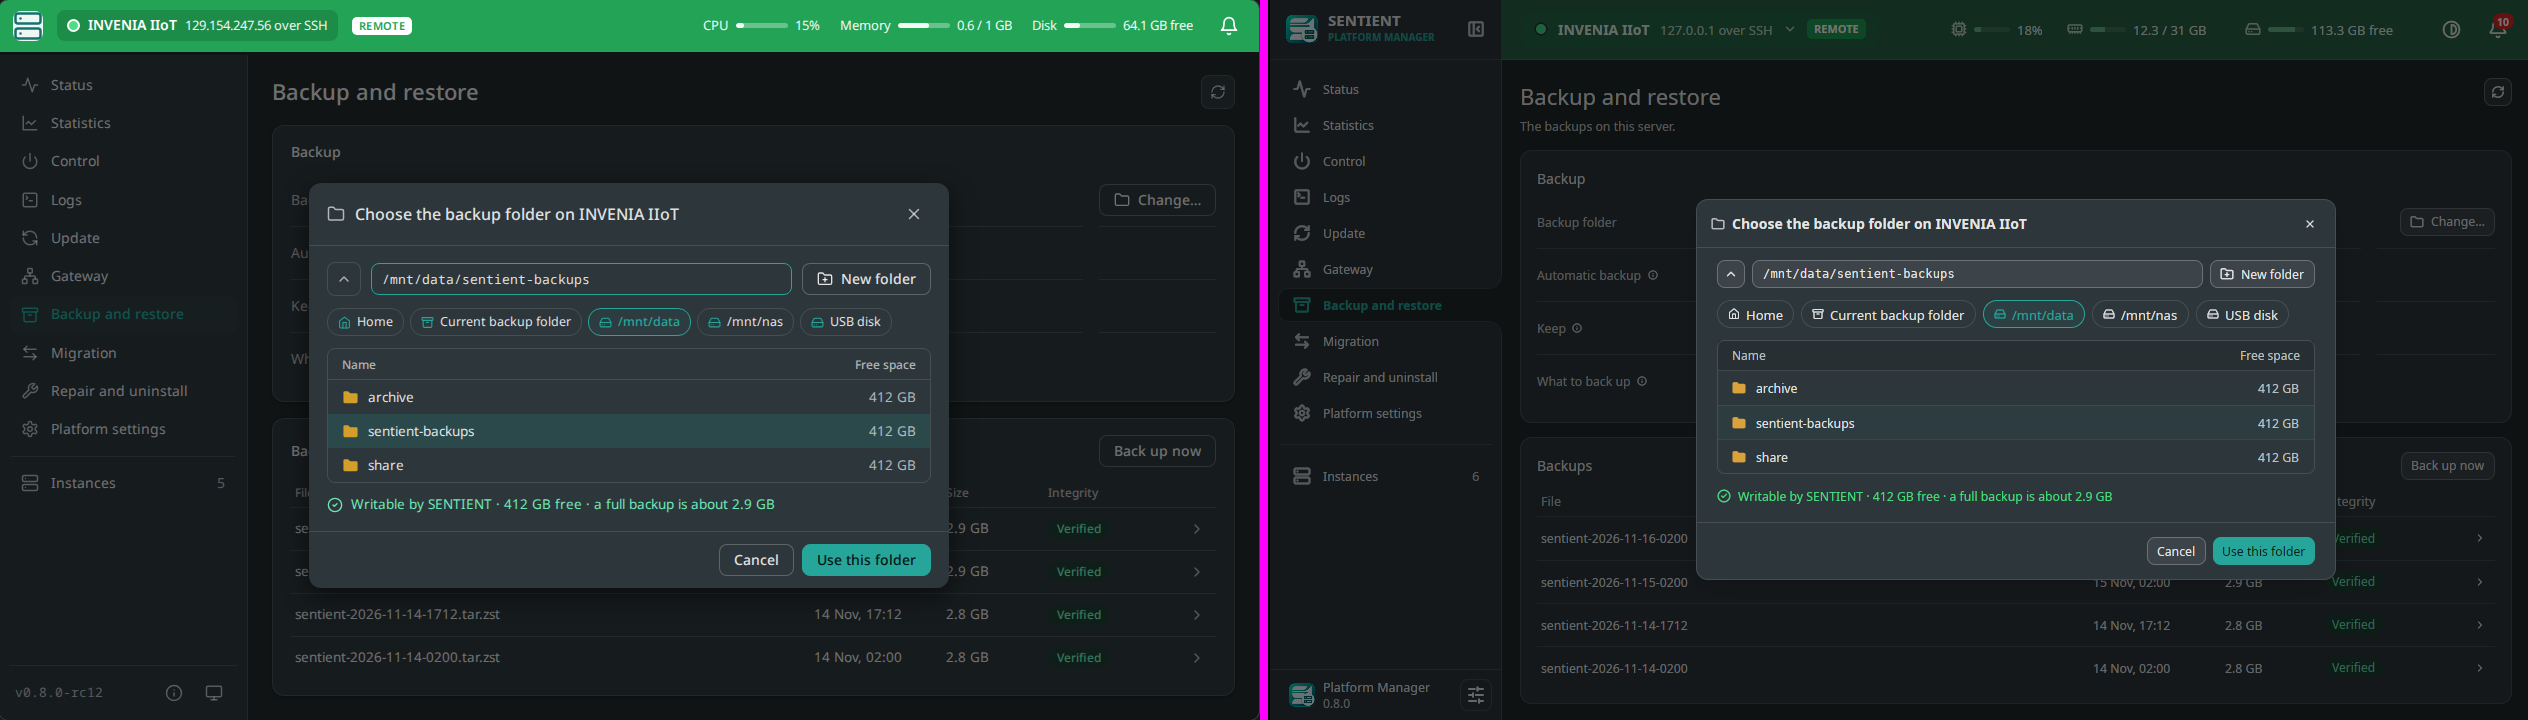 INVENIA IIoT 129.154.247.56 over SSH REMOTE CPU 15% Memory 0.6 / 1 GB Disk 64.1 GB free
Status
Statistics
Control
Logs
Update
Gateway
Backup and restore
Migration
Repair and uninstall
Platform settings
Instances 5
v0.8.0-rc12
Backup and restore
Backup
Change...
Choose the backup folder on INVENIA IIoT
/mnt/data/sentient-backups New folder
Home Current backup folder /mnt/data /mnt/nas USB disk
Name Free space
archive 412 GB
sentient-backups 412 GB
share 412 GB
Writable by SENTIENT · 412 GB free · a full backup is about 2.9 GB
Cancel Use this folder
Back up now
Size Integrity
2.9 GB Verified
2.9 GB Verified
sentient-2026-11-14-1712.tar.zst 14 Nov, 17:12 2.8 GB Verified
sentient-2026-11-14-0200.tar.zst 14 Nov, 02:00 2.8 GB Verified
SENTIENT
PLATFORM MANAGER
INVENIA IIoT 127.0.0.1 over SSH REMOTE 18% 12.3 / 31 GB 113.3 GB free 10
Status
Statistics
Control
Logs
Update
Gateway
Backup and restore
Migration
Repair and uninstall
Platform settings
Instances 6
Platform Manager
0.8.0
Backup and restore
The backups on this server.
Backup
Backup folder Change...
Automatic backup
Keep
What to back up
Choose the backup folder on INVENIA IIoT
/mnt/data/sentient-backups New folder
Home Current backup folder /mnt/data /mnt/nas USB disk
Name Free space
archive 412 GB
sentient-backups 412 GB
share 412 GB
Writable by SENTIENT · 412 GB free · a full backup is about 2.9 GB
Cancel Use this folder
Backups Back up now
File
sentient-2026-11-16-0200
sentient-2026-11-15-0200 15 Nov, 02:00 2.9 GB Verified
sentient-2026-11-14-1712 14 Nov, 17:12 2.8 GB Verified
sentient-2026-11-14-0200 14 Nov, 02:00 2.8 GB Verified